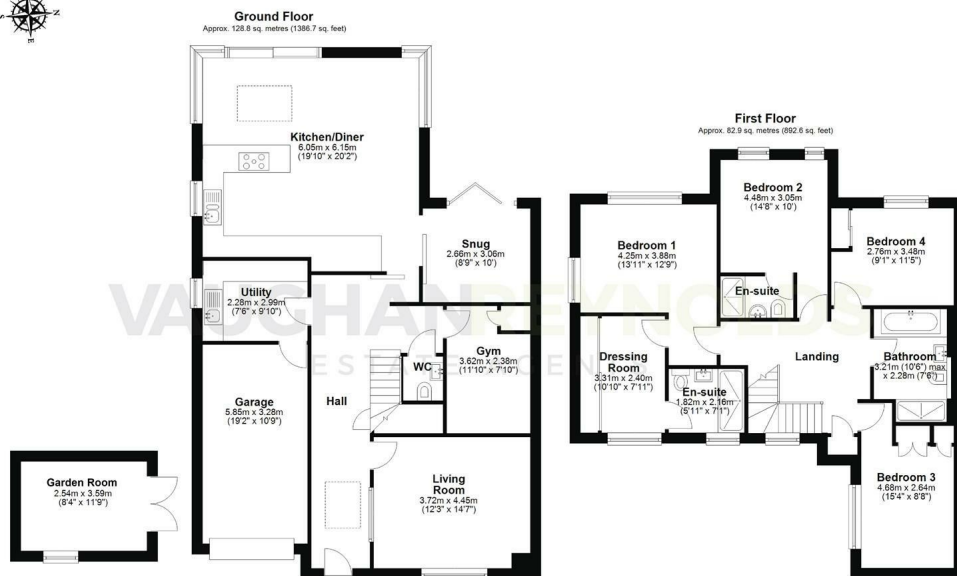 S
N
E
Ground Floor
Approx. 128.8 sq. metres (1386.7 sq. feet)
Kitchen/Diner
6.05m x 6.15m
(19'10" x 20'2")
Snug
2.66m x 3.06m
(8'9" x 10')
Utility
2.28m x 2.99m
(7'6" x 9'10")
Gym
3.62m x 2.38m
(11'10" x 7'10")
WC
Hall
Garage
5.85m x 3.28m
(19'2" x 10'9")
Living
Room
3.72m x 4.45m
(12'3" x 14'7")
Garden Room
2.54m x 3.59m
(8'4" x 11'9")
First Floor
Approx. 82.9 sq. metres (892.6 sq. feet)
Bedroom 2
4.48m x 3.05m
(14'8" x 10')
Bedroom 1
4.25m x 3.88m
(13'11" x 12'9")
Bedroom 4
2.76m x 3.48m
(9'1" x 11'5")
En-suite
Landing
Bathroom
3.21m (10'6") max
x 2.28m (7'6")
Dressing
Room
3.31m x 2.40m
(10'10" x 7'11")
En-suite
1.82m x 2.16m
(5'11" x 7'1")
Bedroom 3
4.68m x 2.64m
(15'4" x 8'8")
VAUGHANREYNOLDS
ESTATE AGENTS